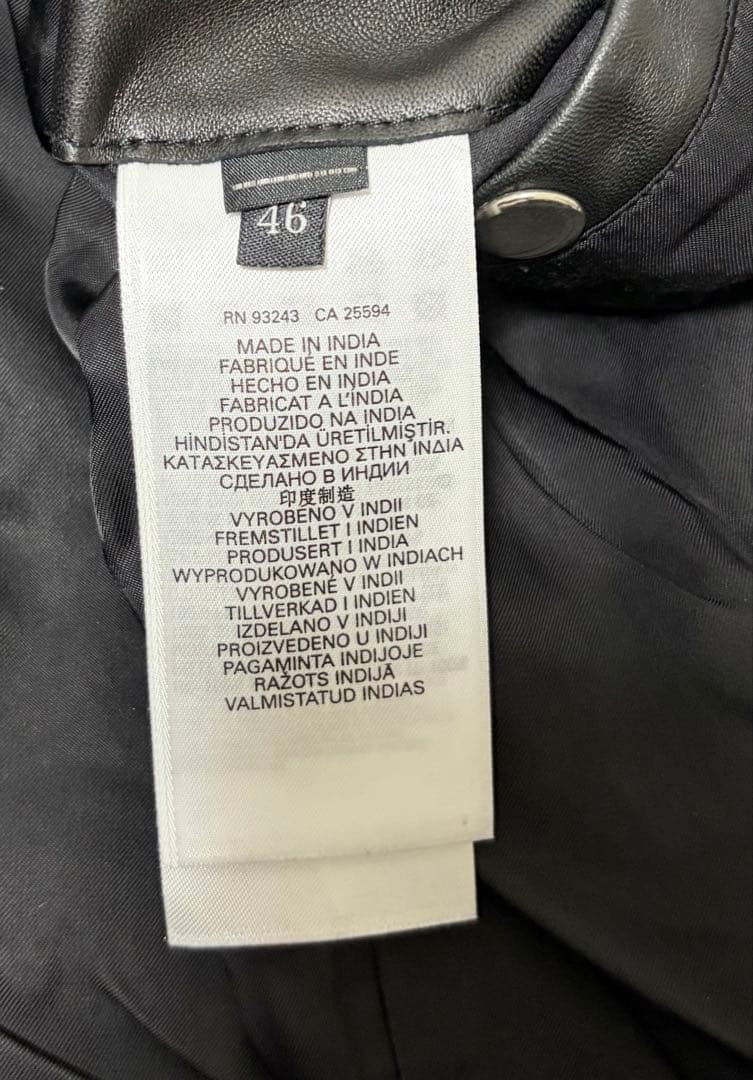 46
RN 93243 CA 25594
MADE IN INDIA
FABRIQUÉ EN INDE
HECHO EN INDIA
FABRICAT A L'ÍNDIA
PRODUZIDO NA ÍNDIA
HİNDİSTAN'DA ÜRETİLMİŞTİR.
ΚΑΤΑΣΚΕΥΑΣΜΕΝΟ ΣΤΗΝ ΙΝΔΙΑ
СДЕЛАНО В ИНДИИ
印度制造
VYROBENO V INDII
FREMSTILLET I INDIEN
PRODUSERT I INDIA
WYPRODUKOWANO W INDIACH
VYROBENÉ V INDII
TILLVERKAD I INDIEN
IZDELANO V INDIJI
PROIZVEDENO U INDIJI
PAGAMINTA INDIJOJE
RAŽOTS INDIJĀ
VALMISTATUD INDIAS